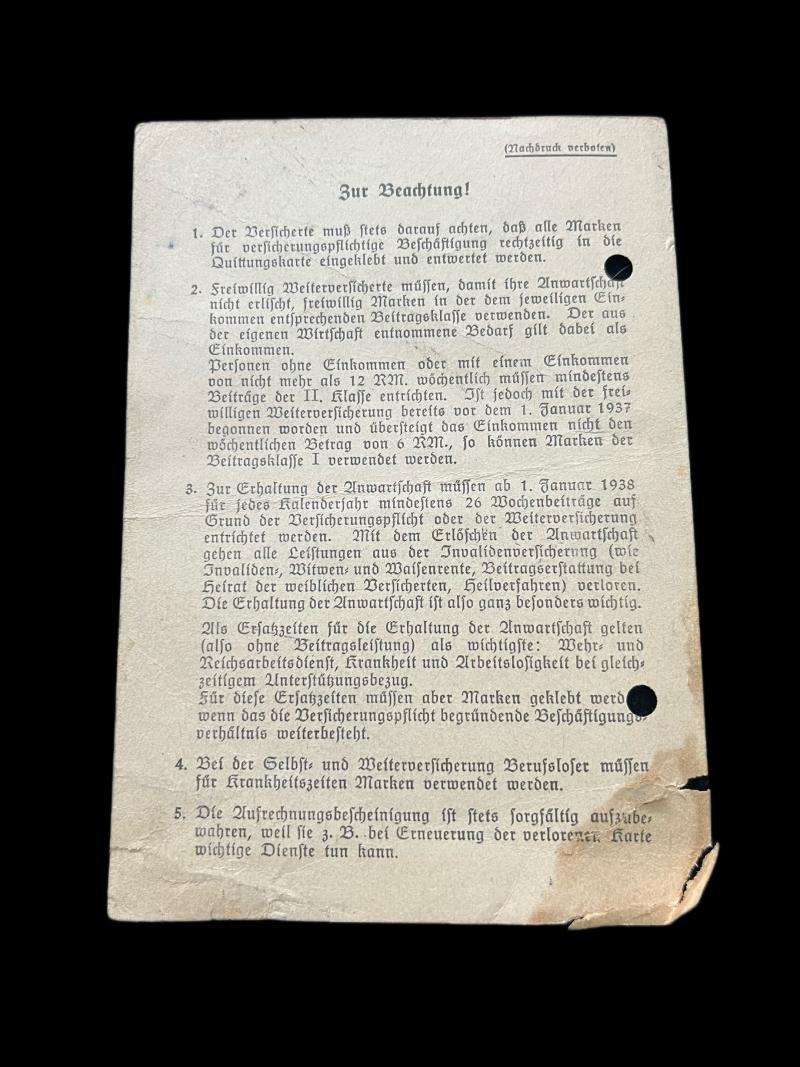 (Nachdruck verboten)
Zur Beachtung!
1. Der Versicherte muß stets darauf achten, daß alle Marken
für versicherungspflichtige Beschäftigung rechtzeitig in die
Quittungskarte eingeklebt und entwertet werden.
2. Freiwillig Weiterversicherte müssen, damit ihre Anwartschaft
nicht erlischt, freiwillig Marken in der dem jeweiligen Ein-
kommen entsprechenden Beitragsklasse verwenden. Der aus
der eigenen Wirtschaft entnommene Bedarf gilt dabei als
Einkommen.
Personen ohne Einkommen oder mit einem Einkommen
von nicht mehr als 12 RM. wöchentlich müssen mindestens
Beiträge der II. Klasse entrichten. Ist jedoch mit der frei-
willigen Weiterversicherung bereits vor dem 1. Januar 1937
begonnen worden und übersteigt das Einkommen nicht den
wöchentlichen Betrag von 6 RM., so können Marken der
Beitragsklasse I verwendet werden.
3. Zur Erhaltung der Anwartschaft müssen ab 1. Januar 1938
für jedes Kalenderjahr mindestens 26 Wochenbeiträge auf
Grund der Versicherungspflicht oder der Weiterversicherung
entrichtet werden. Mit dem Erlöschen der Anwartschaft
gehen alle Leistungen aus der Invalidenversicherung (wie
Invaliden-, Witwen- und Waisenrente, Beitragserstattung bei
Heirat der weiblichen Versicherten, Heilverfahren) verloren.
Die Erhaltung der Anwartschaft ist also ganz besonders wichtig.
Als Ersatzzeiten für die Erhaltung der Anwartschaft gelten
(also ohne Beitragsleistung) als wichtigste: Wehr- und
Reichsarbeitsdienst, Krankheit und Arbeitslosigkeit bei gleich-
zeitigem Unterstützungsbezug.
Für diese Ersatzzeiten müssen aber Marken geklebt werd
wenn das die Versicherungspflicht begründende Beschäftigungs-
verhältnis weiterbesteht.
4. Bei der Selbst- und Weiterversicherung Berufsloser müssen
für Krankheitszeiten Marken verwendet werden.
5. Die Aufrechnungsbescheinigung ist stets sorgfältig aufzube-
wahren, weil sie z. B. bei Erneuerung der verlorenen Karte
wichtige Dienste tun kann.